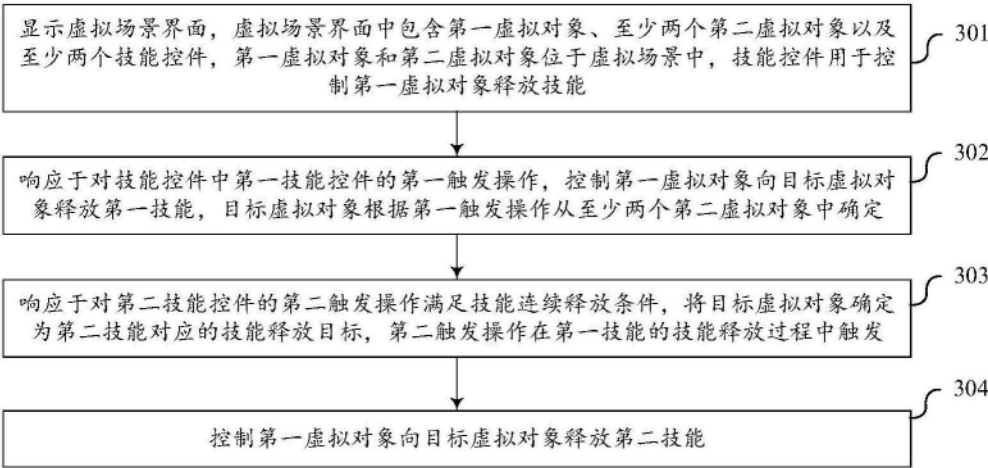 显示虚拟场景界面，虚拟场景界面中包含第一虚拟对象、至少两个第二虚拟对象以及
至少两个技能控件，第一虚拟对象和第二虚拟对象位于虚拟场景中，技能控件用于控
制第一虚拟对象释放技能
301
响应于对技能控件中第一技能控件的第一触发操作，控制第一虚拟对象向目标虚拟对
象释放第一技能，目标虚拟对象根据第一触发操作从至少两个第二虚拟对象中确定
302
响应于对第二技能控件的第二触发操作满足技能连续释放条件，将目标虚拟对象确定
为第二技能对应的技能释放目标，第二触发操作在第一技能的技能释放过程中触发
303
控制第一虚拟对象向目标虚拟对象释放第二技能
304